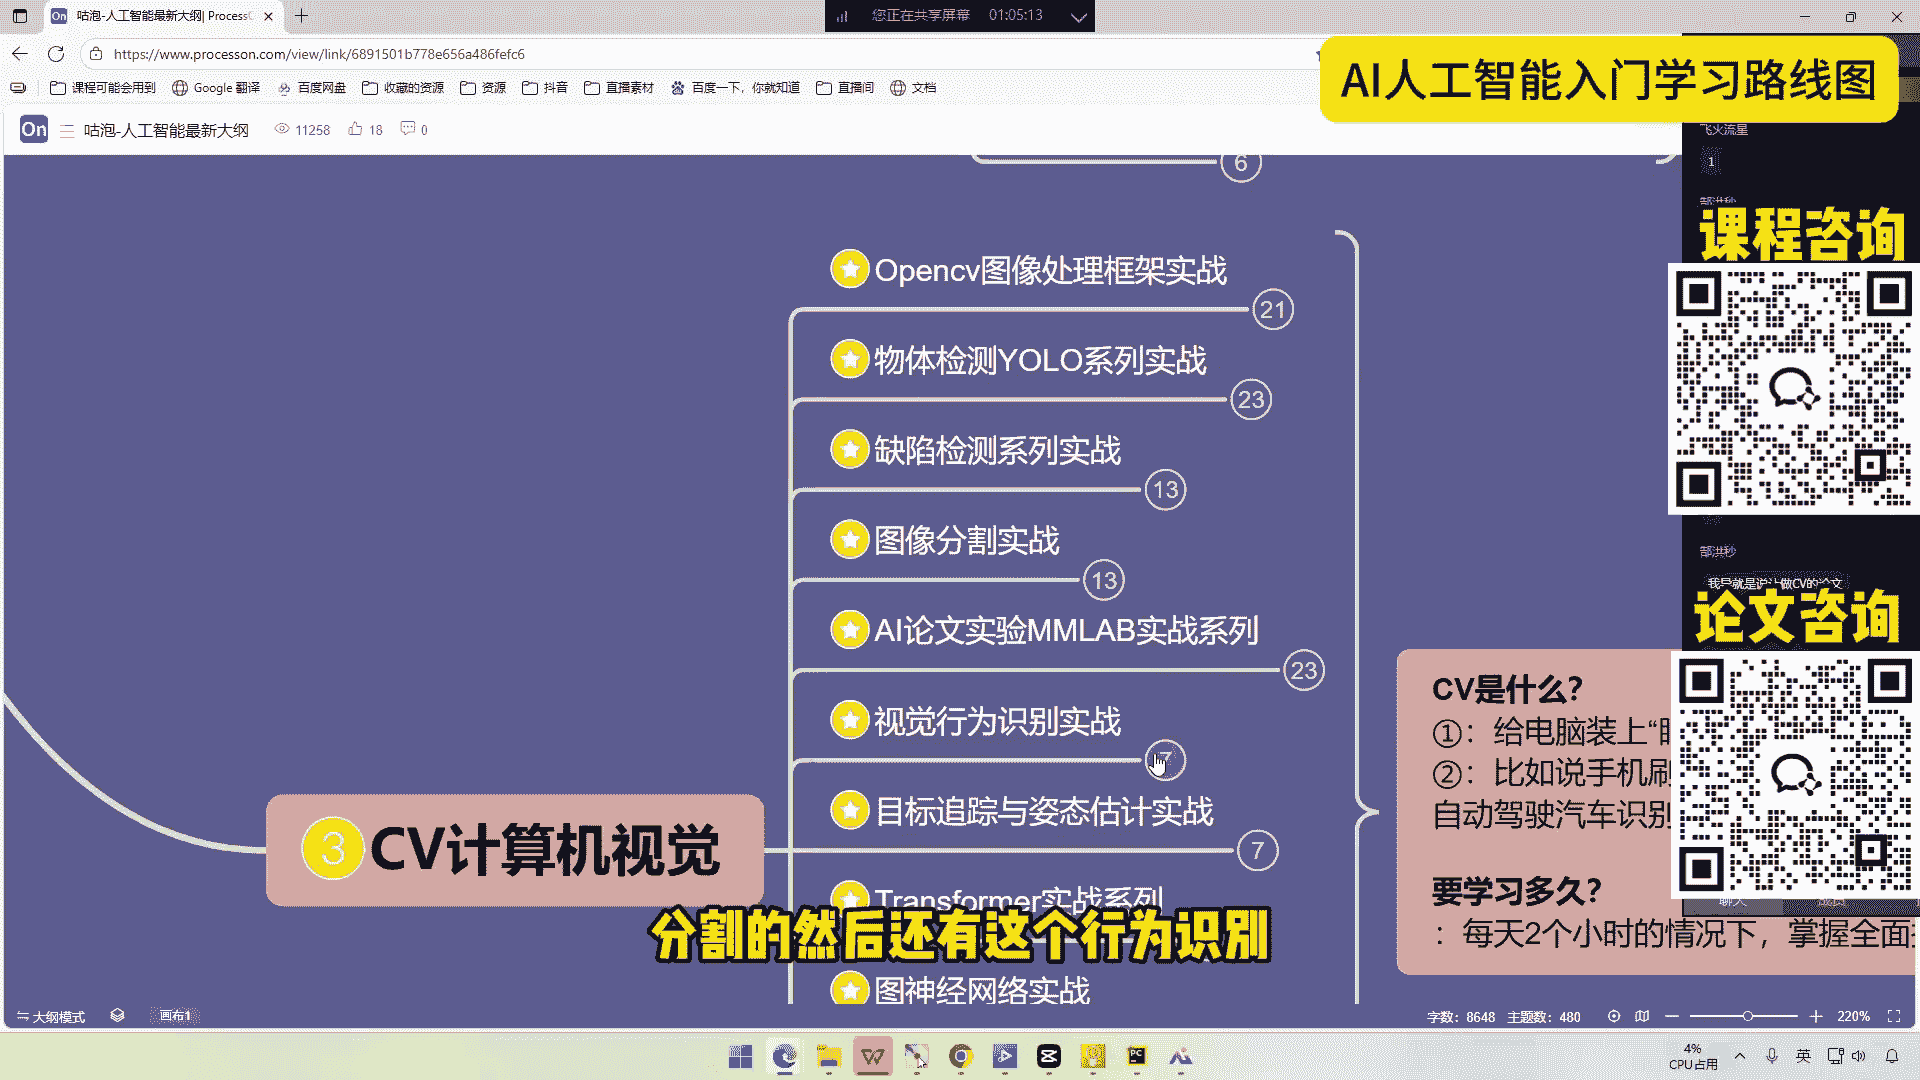 咕泡-人工智能最新大纲| ProcessO
您正在共享屏幕 01:05:13
https://www.processon.com/view/link/6891501b778e656a486fefc6
AI人工智能入门学习路线图
课程可能会用到 Google 翻译 百度网盘 收藏的资源 资源 抖音 直播素材 百度一下，你就知道 直播间 文档
On 咕泡-人工智能最新大纲 11258 18 0
飞火流星
1
6
课程咨询
Opencv图像处理框架实战
21
物体检测YOLO系列实战
23
缺陷检测系列实战
13
图像分割实战
13
郜洪秒
论文咨询
AI论文实验MMLAB实战系列
23
视觉行为识别实战
7
目标追踪与姿态估计实战
7
Transformer实战系列
图神经网络实战
3 CV计算机视觉
CV是什么？
①：给电脑装上“
②：比如说手机刷
自动驾驶汽车识别
要学习多久？
：每天2个小时的情况下，掌握全面
分割的然后还有这个行为识别
大纲模式 画布1 字数：8648 主题数：480 220%
4%
CPU占用
英